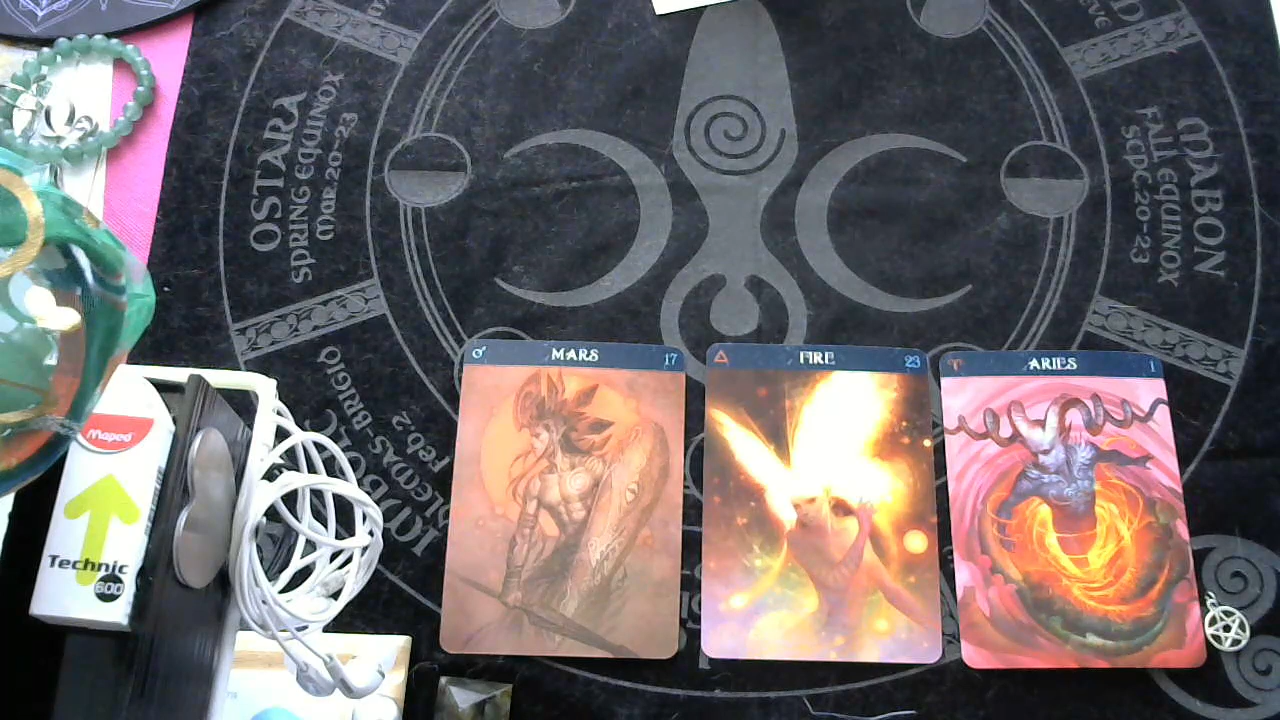 OSTARA
SPRING EQUINOX
Mar.20-23
MABON
FALL EQUINOX
Sept.20-23
IMBOLC
Feb 2
MARS 17
FIRE 23
ARIES 1
Maped
Technic
600